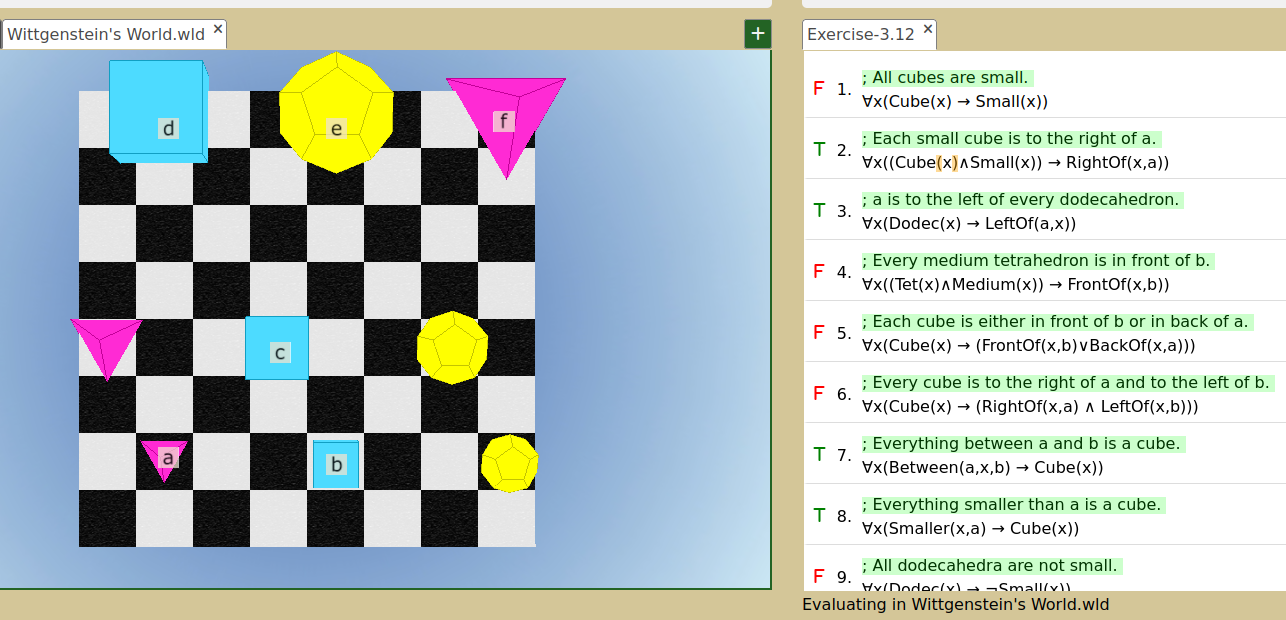 Wittgenstein's World.wld ×
+
Exercise-3.12 ×
d
e
f
c
a
b
F 1. ; All cubes are small.
∀x(Cube(x) → Small(x))
T 2. ; Each small cube is to the right of a.
∀x((Cube(x)∧Small(x)) → RightOf(x,a))
T 3. ; a is to the left of every dodecahedron.
∀x(Dodec(x) → LeftOf(a,x))
F 4. ; Every medium tetrahedron is in front of b.
∀x((Tet(x)∧Medium(x)) → FrontOf(x,b))
F 5. ; Each cube is either in front of b or in back of a.
∀x(Cube(x) → (FrontOf(x,b)∨BackOf(x,a)))
F 6. ; Every cube is to the right of a and to the left of b.
∀x(Cube(x) → (RightOf(x,a) ∧ LeftOf(x,b)))
T 7. ; Everything between a and b is a cube.
∀x(Between(a,x,b) → Cube(x))
T 8. ; Everything smaller than a is a cube.
∀x(Smaller(x,a) → Cube(x))
F 9. ; All dodecahedra are not small.
∀x(Dodec(x) → ¬Small(x))
Evaluating in Wittgenstein's World.wld